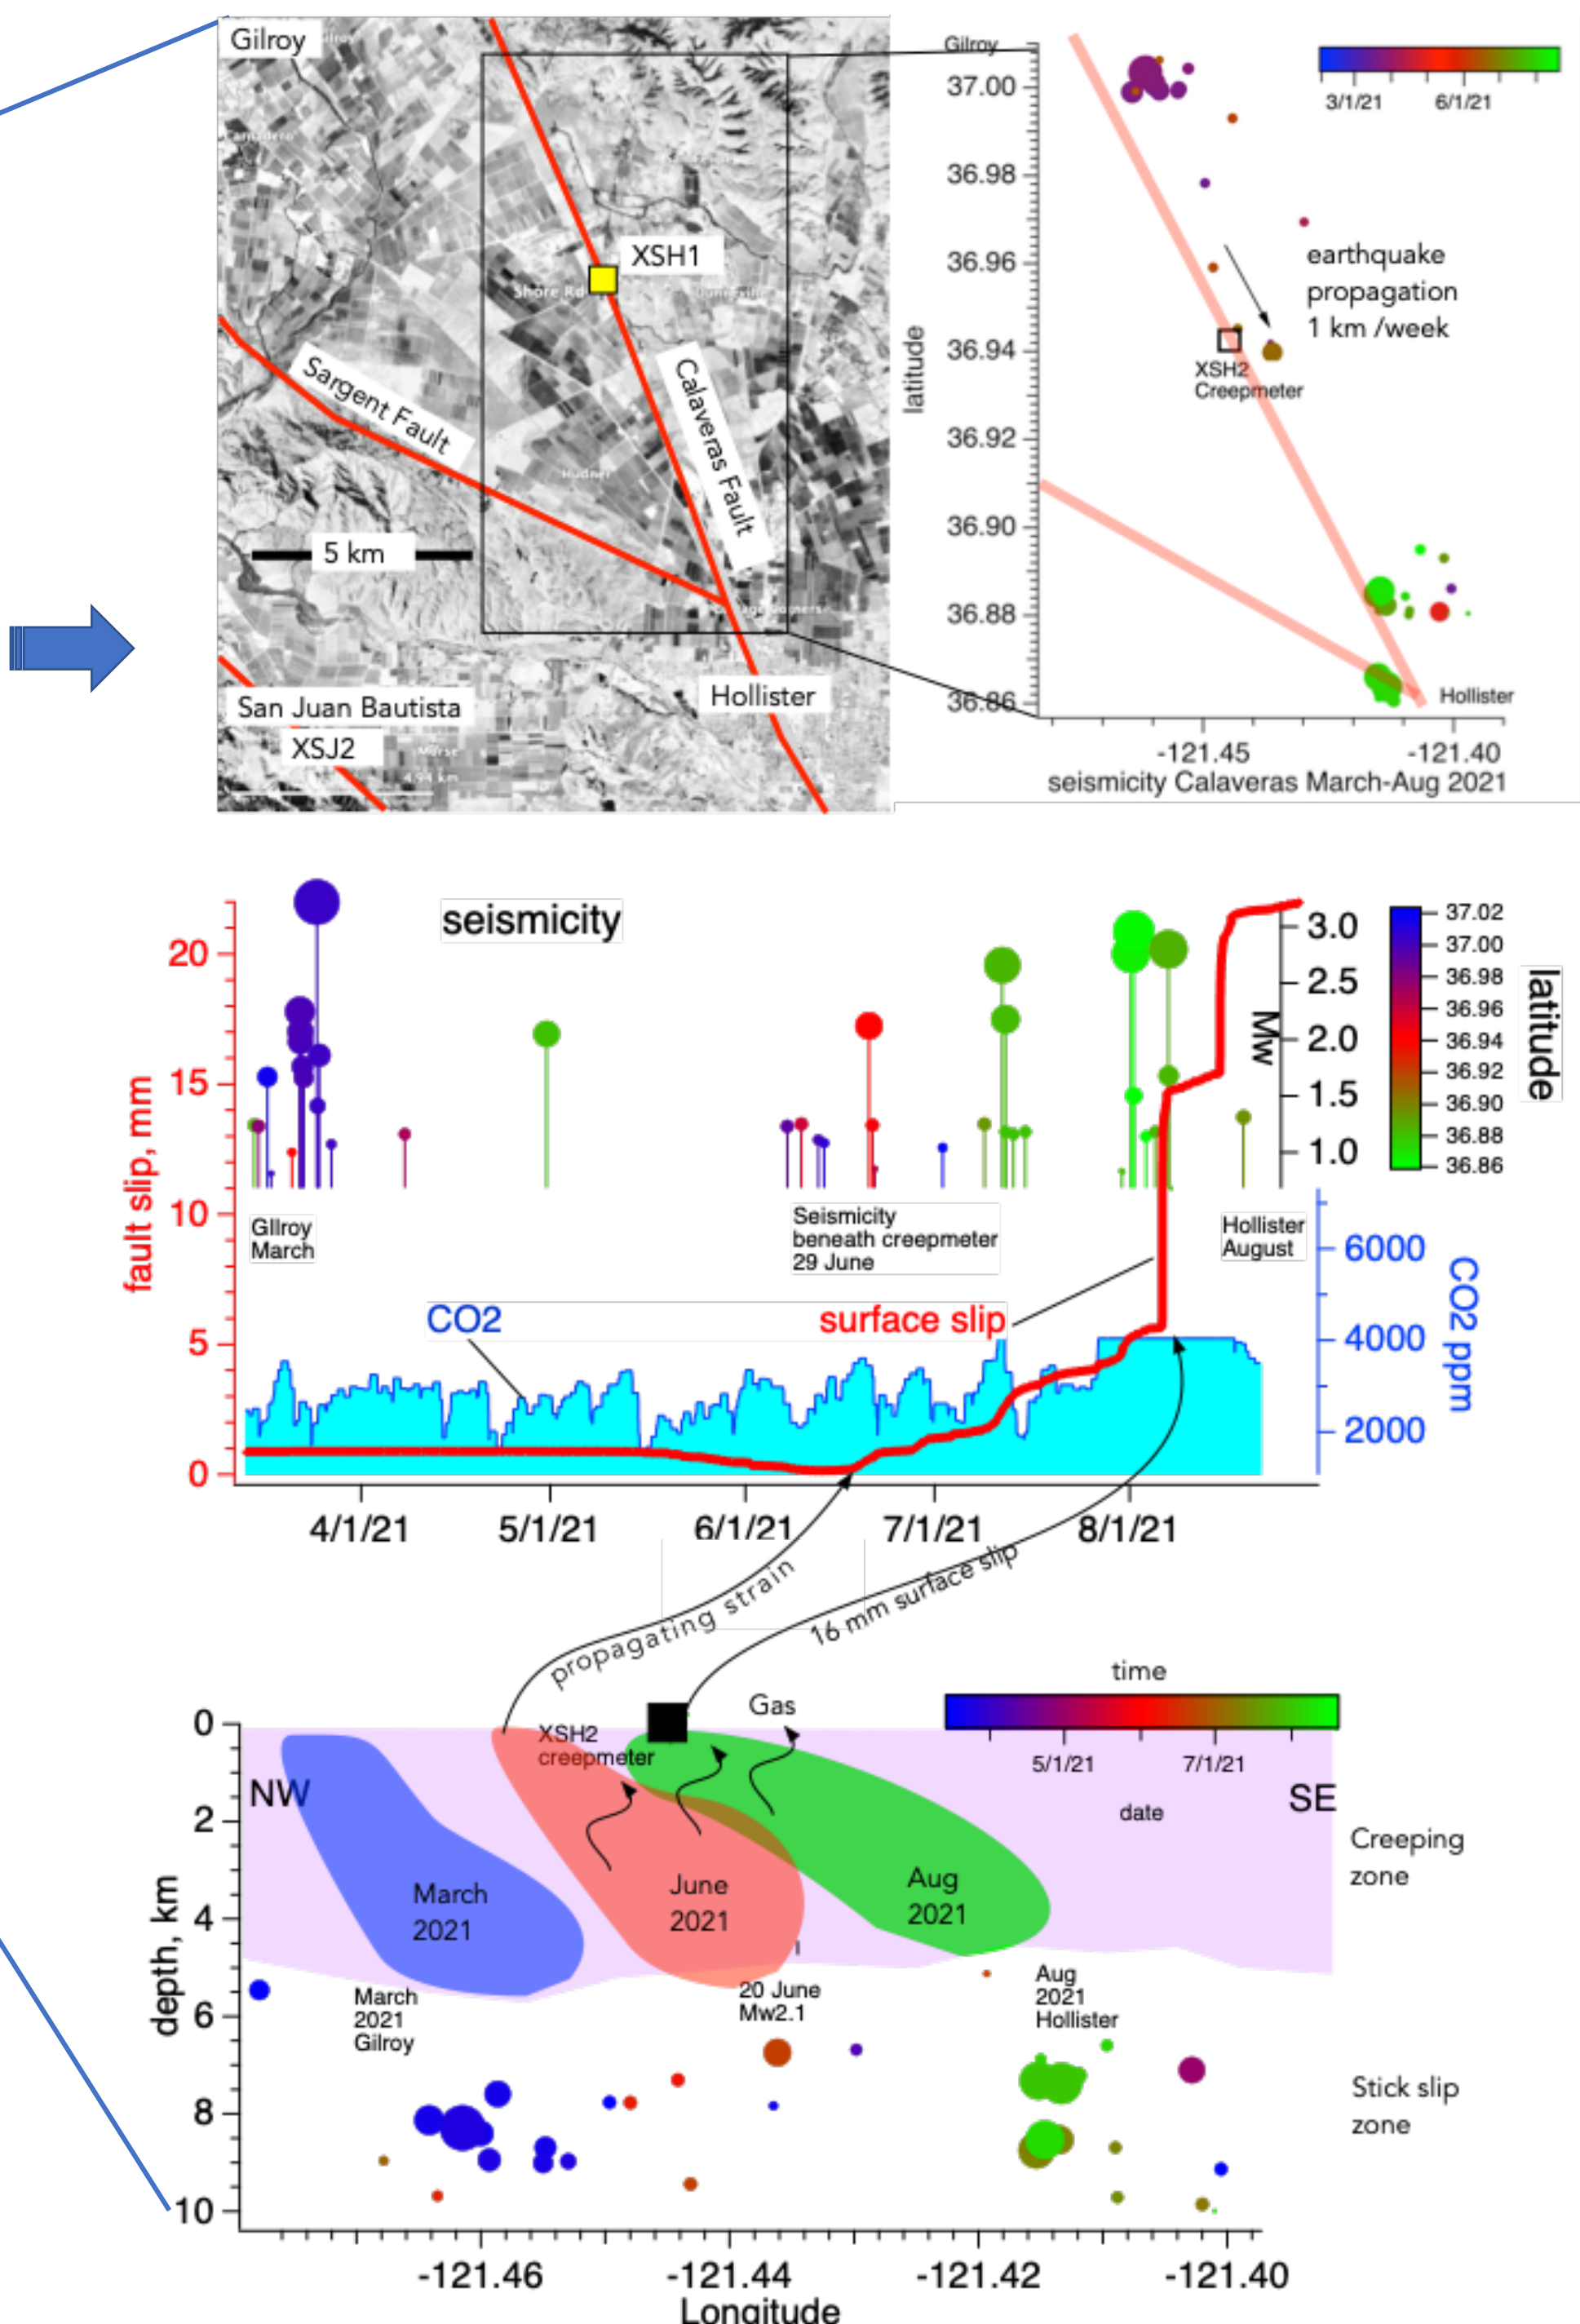 Gilroy
XSH1
Shore Rd
Sargent Fault
Calaveras Fault
Hudner
5 km
San Juan Bautista
XSJ2
Hollister
4.94 km
Gilroy
37.00
36.98
36.96
36.94
36.92
36.90
36.88
36.86
latitude
3/1/21
6/1/21
earthquake
propagation
1 km /week
XSH2
Creepmeter
Hollister
-121.45
-121.40
seismicity Calaveras March-Aug 2021
seismicity
20
15
10
5
0
fault slip, mm
3.0
2.5
2.0
1.5
1.0
Mw
37.02
37.00
36.98
36.96
36.94
36.92
36.90
36.88
36.86
latitude
GIlroy
March
Seismicity
beneath creepmeter
29 June
Hollister
August
6000
4000
2000
CO2 ppm
CO2
surface slip
4/1/21
5/1/21
6/1/21
7/1/21
8/1/21
propagating strain
16 mm surface slip
time
5/1/21
7/1/21
date
Gas
XSH2
creepmeter
NW
SE
0
2
4
6
8
10
depth, km
March
2021
June
2021
Aug
2021
Creeping
zone
March
2021
Gilroy
20 June
Mw2.1
Aug
2021
Hollister
Stick slip
zone
-121.46
-121.44
-121.42
-121.40
Longitude